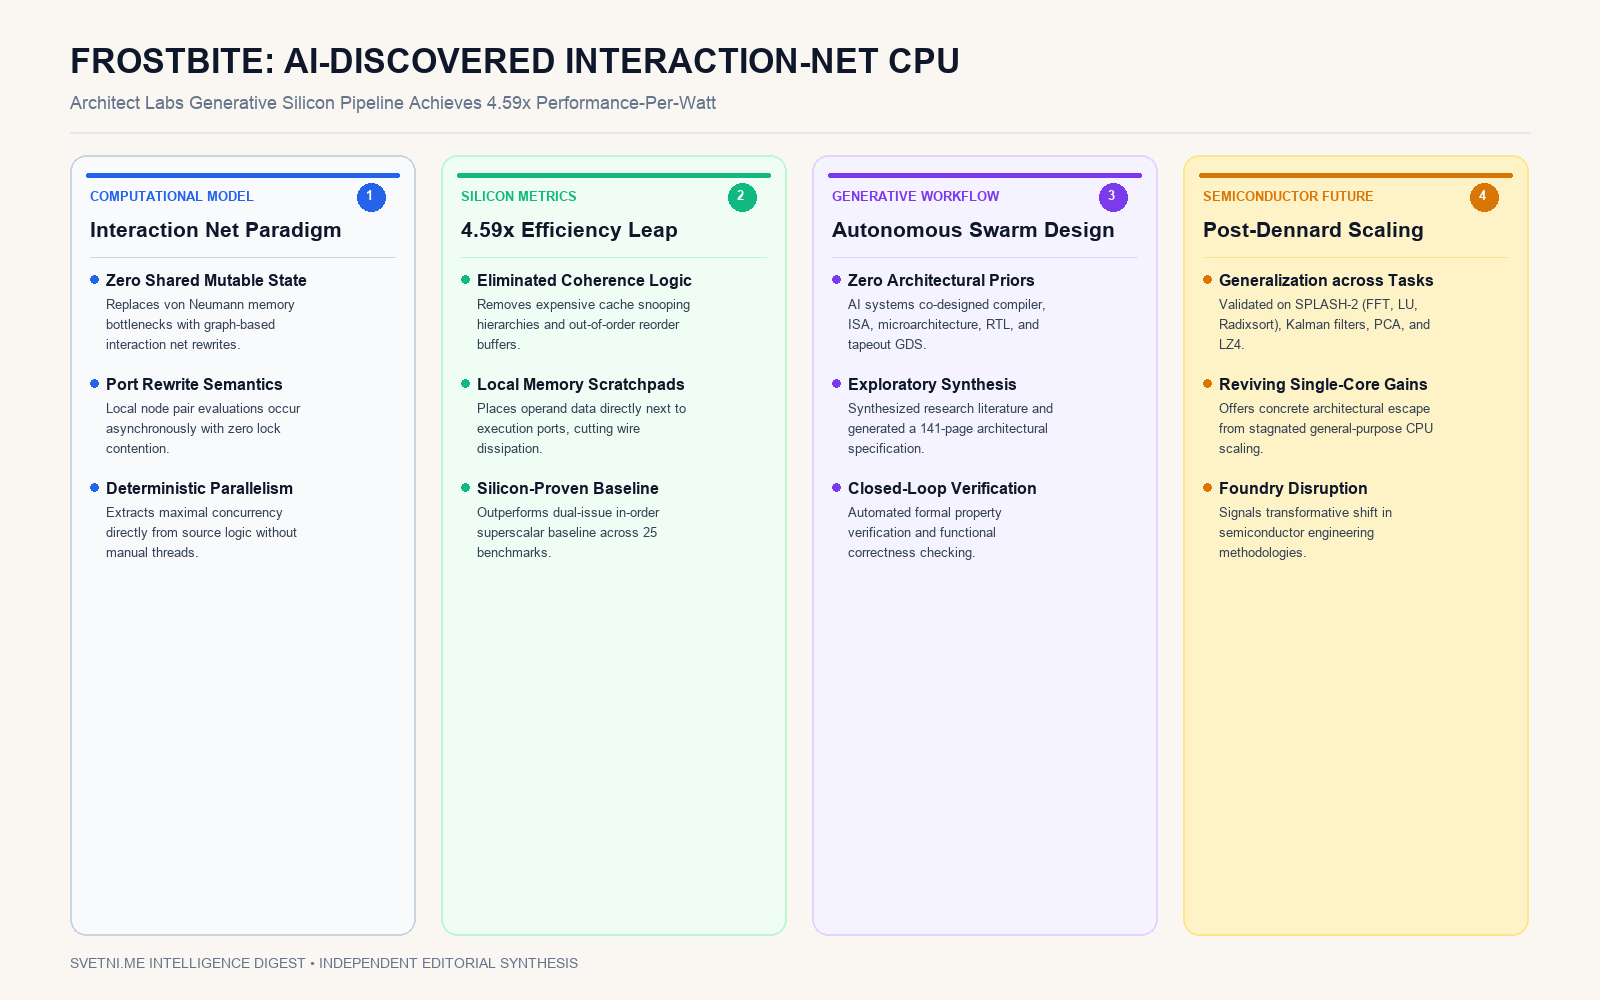 FROSTBITE: AI-DISCOVERED INTERACTION-NET CPU
Architect Labs Generative Silicon Pipeline Achieves 4.59x Performance-Per-Watt
COMPUTATIONAL MODEL
1
Interaction Net Paradigm
Zero Shared Mutable State
Replaces von Neumann memory
bottlenecks with graph-based
interaction net rewrites.
Port Rewrite Semantics
Local node pair evaluations occur
asynchronously with zero lock
contention.
Deterministic Parallelism
Extracts maximal concurrency
directly from source logic without
manual threads.
SILICON METRICS
2
4.59x Efficiency Leap
Eliminated Coherence Logic
Removes expensive cache snooping
hierarchies and out-of-order reorder
buffers.
Local Memory Scratchpads
Places operand data directly next to
execution ports, cutting wire
dissipation.
Silicon-Proven Baseline
Outperforms dual-issue in-order
superscalar baseline across 25
benchmarks.
GENERATIVE WORKFLOW
3
Autonomous Swarm Design
Zero Architectural Priors
AI systems co-designed compiler,
ISA, microarchitecture, RTL, and
tapeout GDS.
Exploratory Synthesis
Synthesized research literature and
generated a 141-page architectural
specification.
Closed-Loop Verification
Automated formal property
verification and functional
correctness checking.
SEMICONDUCTOR FUTURE
4
Post-Dennard Scaling
Generalization across Tasks
Validated on SPLASH-2 (FFT, LU,
Radixsort), Kalman filters, PCA, and
LZ4.
Reviving Single-Core Gains
Offers concrete architectural escape
from stagnated general-purpose CPU
scaling.
Foundry Disruption
Signals transformative shift in
semiconductor engineering
methodologies.
SVETNI.ME INTELLIGENCE DIGEST • INDEPENDENT EDITORIAL SYNTHESIS